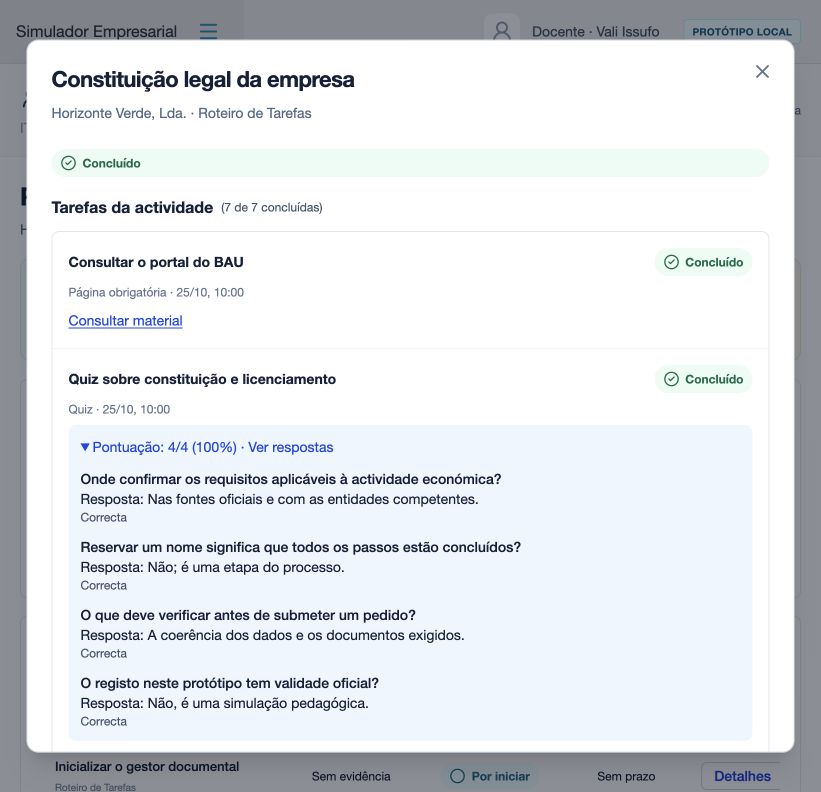 Simulador Empresarial
Docente · Vali Issufo
PROTÓTIPO LOCAL
Constituição legal da empresa
Horizonte Verde, Lda. · Roteiro de Tarefas
Concluído
Tarefas da actividade (7 de 7 concluídas)
Consultar o portal do BAU
Concluído
Página obrigatória · 25/10, 10:00
Consultar material
Quiz sobre constituição e licenciamento
Concluído
Quiz · 25/10, 10:00
▼ Pontuação: 4/4 (100%) · Ver respostas
Onde confirmar os requisitos aplicáveis à actividade económica?
Resposta: Nas fontes oficiais e com as entidades competentes.
Correcta
Reservar um nome significa que todos os passos estão concluídos?
Resposta: Não; é uma etapa do processo.
Correcta
O que deve verificar antes de submeter um pedido?
Resposta: A coerência dos dados e os documentos exigidos.
Correcta
O registo neste protótipo tem validade oficial?
Resposta: Não, é uma simulação pedagógica.
Correcta
Inicializar o gestor documental
Roteiro de Tarefas
Sem evidência
Por iniciar
Sem prazo
Detalhes